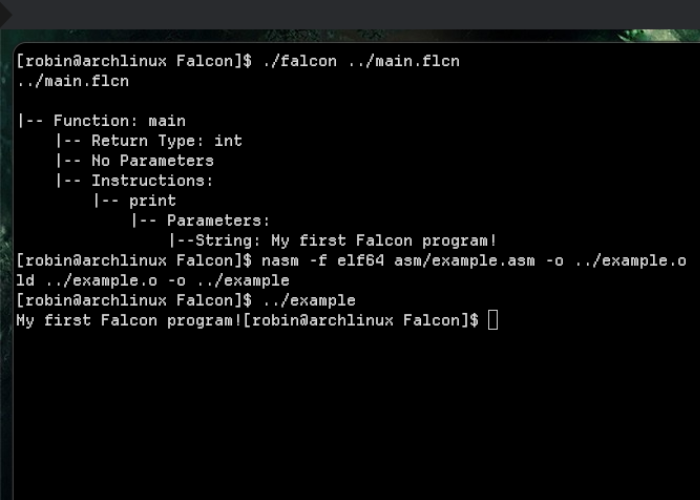 [robin@archlinux Falcon]$ ./falcon ../main.flcn
../main.flcn

|-- Function: main
    |-- Return Type: int
    |-- No Parameters
    |-- Instructions:
        |-- print
            |-- Parameters:
                |--String: My first Falcon program!
[robin@archlinux Falcon]$ nasm -f elf64 asm/example.asm -o ../example.o
ld ../example.o -o ../example
[robin@archlinux Falcon]$ ../example
My first Falcon program![robin@archlinux Falcon]$